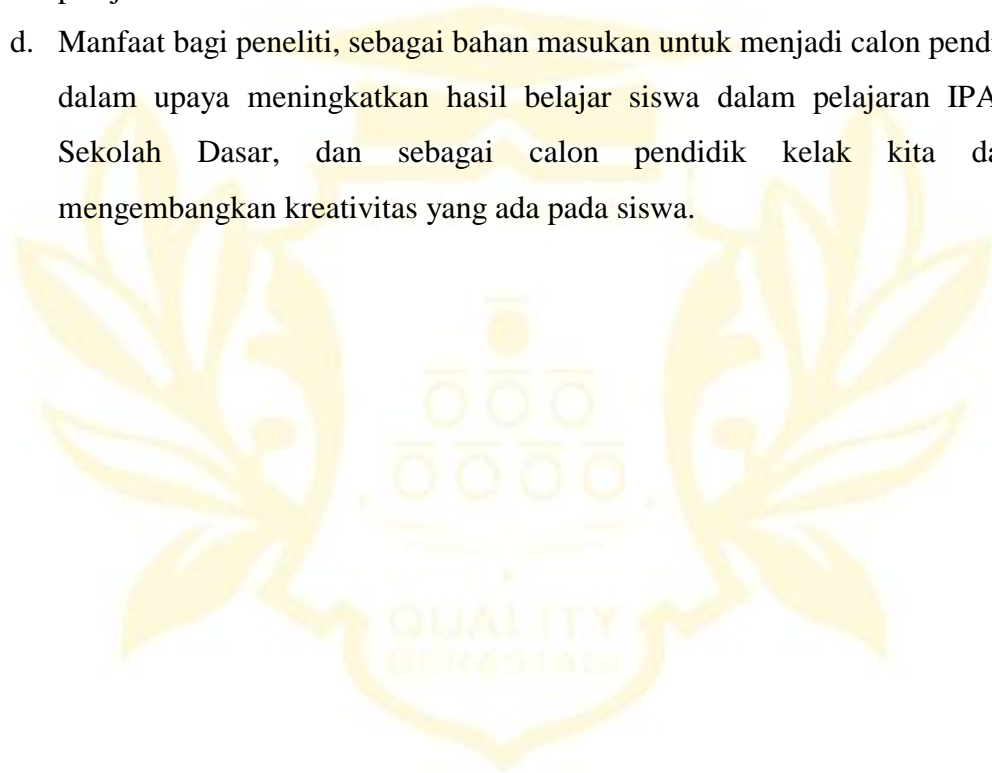 d. Manfaat bagi peneliti, sebagai bahan masukan untuk menjadi calon
dalam upaya meningkatkan hasil belajar siswa dalam pelajaran
Sekolah Dasar, dan sebagai calon pendidik kelak kita
mengembangkan kreativitas yang ada pada siswa.
QUALITY
BERASTAGI